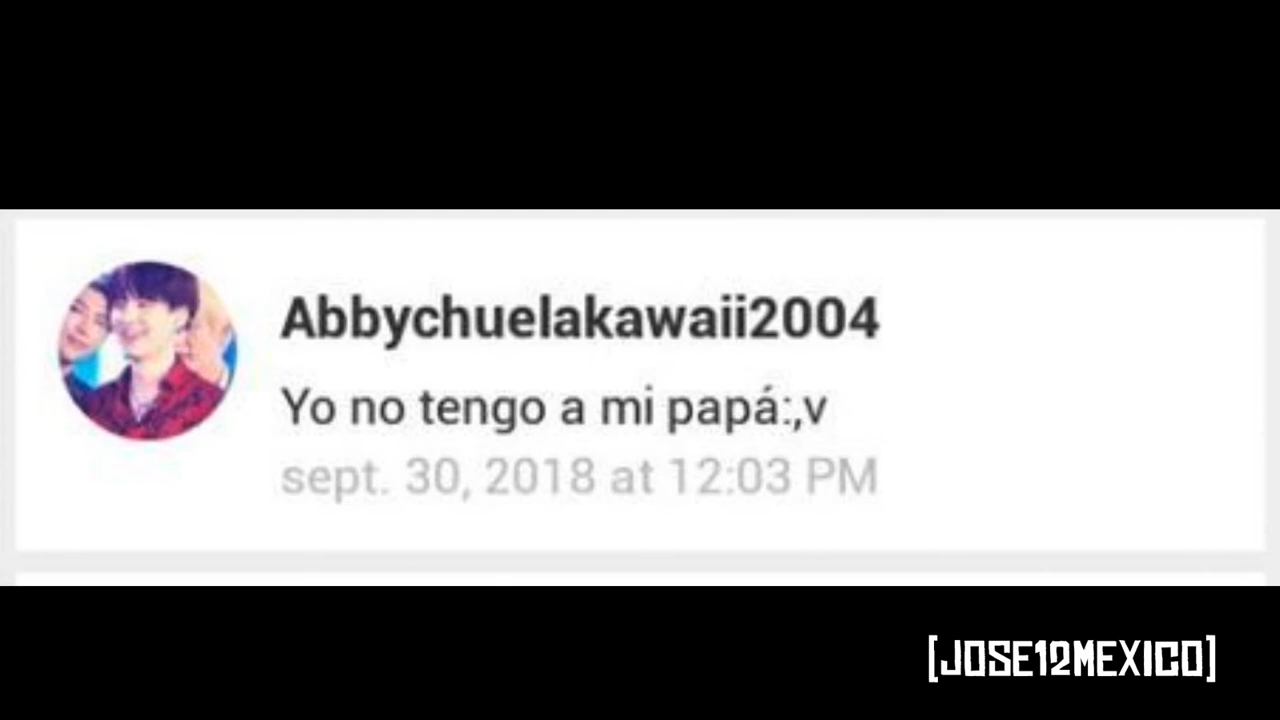 Abbychuelakawaii2004
Yo no tengo a mi papá:,v
sept. 30, 2018 at 12:03 PM
[JOSE12MEXICO]